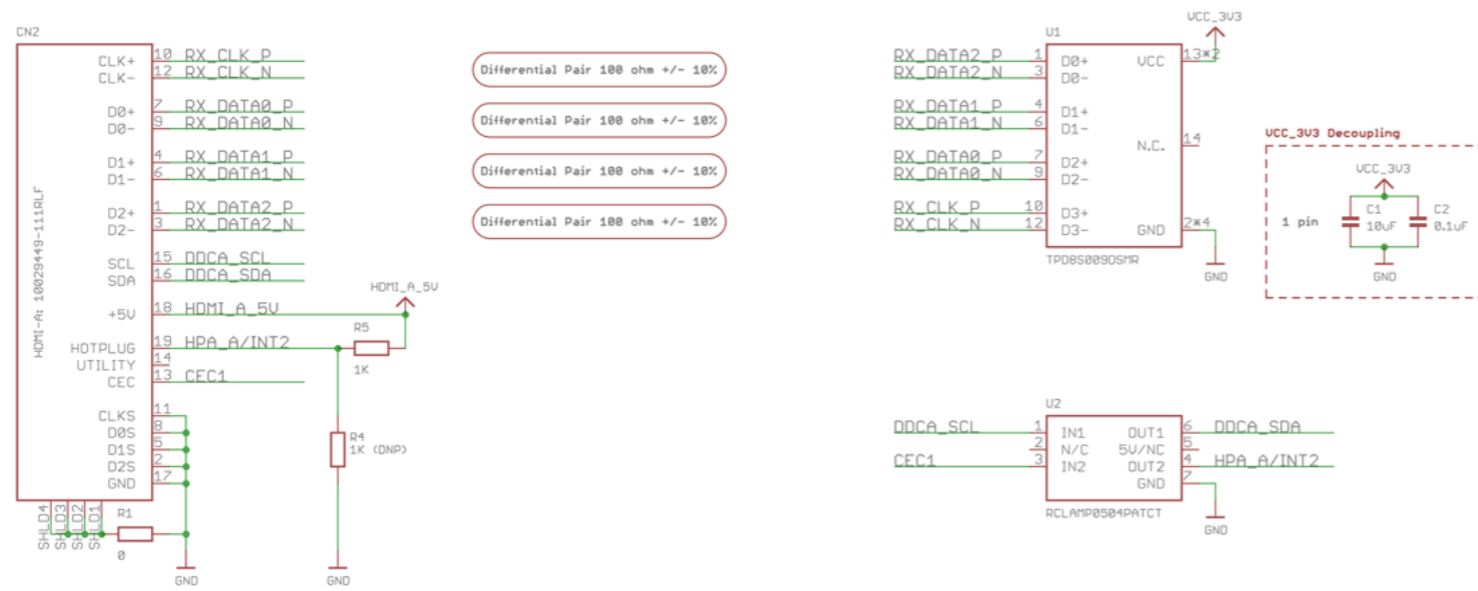 CN2
HDMI-A: 10029449-111RLF
CLK+ 10 RX_CLK_P
CLK- 12 RX_CLK_N
D0+ 7 RX_DATA0_P
D0- 9 RX_DATA0_N
D1+ 4 RX_DATA1_P
D1- 6 RX_DATA1_N
D2+ 1 RX_DATA2_P
D2- 3 RX_DATA2_N
SCL 15 DDCA_SCL
SDA 16 DDCA_SDA
+5V 18 HDMI_A_5V
HOTPLUG 19 HPA_A/INT2
UTILITY 14
CEC 13 CEC1
CLKS 11
D0S 8
D1S 5
D2S 2
GND 17
SHLD4
SHLD3
SHLD2
SHLD1
R1
0
GND
HDMI_A_5V
R5
1K
R4
1K (DNP)
GND
Differential Pair 100 ohm +/- 10%
Differential Pair 100 ohm +/- 10%
Differential Pair 100 ohm +/- 10%
Differential Pair 100 ohm +/- 10%
U1
VCC_3V3
RX_DATA2_P 1 D0+ VCC 13*2
RX_DATA2_N 3 D0-
RX_DATA1_P 4 D1+
RX_DATA1_N 6 D1-
N.C. 14
RX_DATA0_P 7 D2+
RX_DATA0_N 9 D2-
RX_CLK_P 10 D3+
RX_CLK_N 12 D3- GND 2*4
TPD8S009DSMR
GND
VCC_3V3 Decoupling
VCC_3V3
1 pin
C1
10uF
C2
0.1uF
GND
U2
DDCA_SCL 1 IN1 OUT1 6 DDCA_SDA
2 N/C 5V/NC 5
CEC1 3 IN2 OUT2 4 HPA_A/INT2
GND 7
RCLAMP0504PATCT
GND